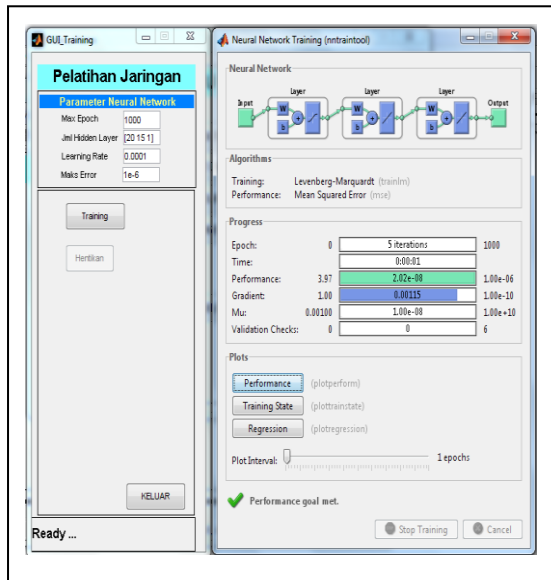 GUI_Training
Pelatihan Jaringan
Parameter Neural Network
Max Epoch 1000
Jml Hidden Layer [20 15 1]
Learning Rate 0.0001
Maks Error 1e-6
Training
Hentikan
KELUAR
Ready ...
Neural Network Training (nntraintool)
Neural Network
Layer Layer Layer
Input Output
W W W
b b b
Algorithms
Training: Levenberg-Marquardt (trainlm)
Performance: Mean Squared Error (mse)
Progress
Epoch: 0 5 iterations 1000
Time: 0:00:01
Performance: 3.97 2.02e-08 1.00e-06
Gradient: 1.00 0.00115 1.00e-10
Mu: 0.00100 1.00e-08 1.00e+10
Validation Checks: 0 0 6
Plots
Performance (plotperform)
Training State (plottrainstate)
Regression (plotregression)
Plot Interval: 1 epochs
Performance goal met.
Stop Training Cancel